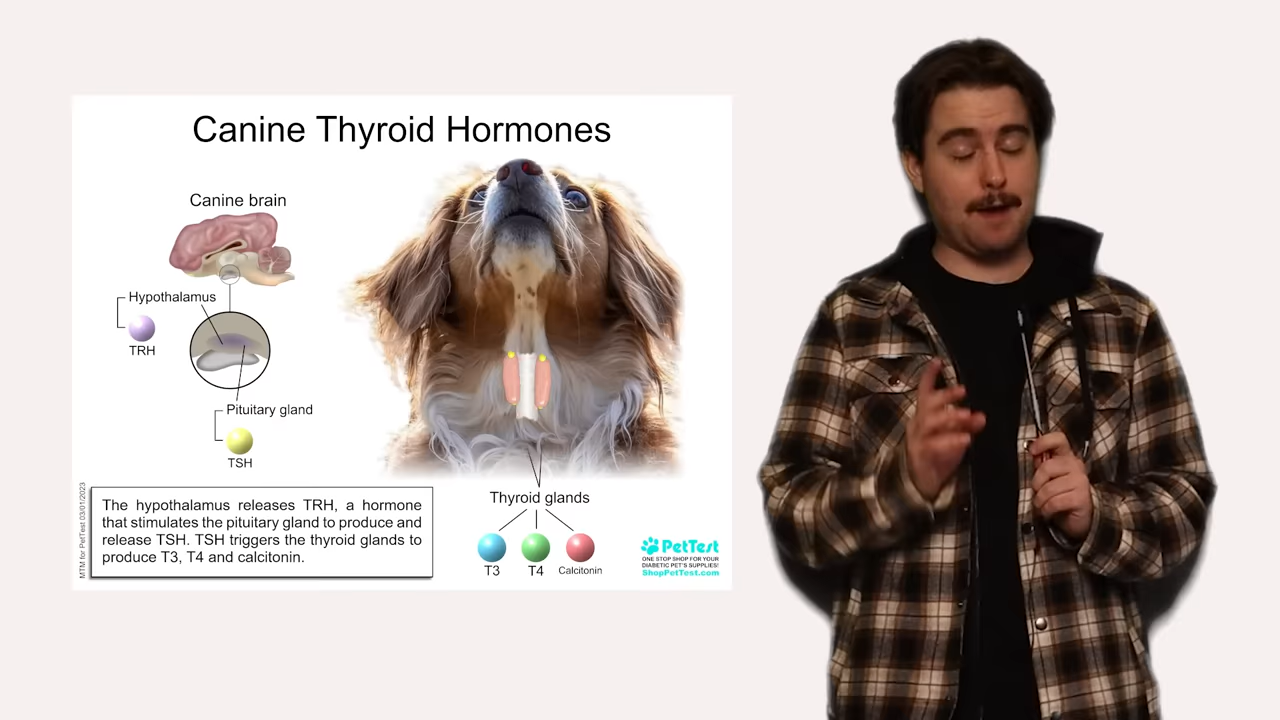 Canine Thyroid Hormones
Canine brain
Hypothalamus
TRH
Pituitary gland
TSH
The hypothalamus releases TRH, a hormone
that stimulates the pituitary gland to produce and
release TSH. TSH triggers the thyroid glands to
produce T3, T4 and calcitonin.
MTM for PetTest 03/01/2023
Thyroid glands
T3
T4
Calcitonin
PetTest
ONE STOP SHOP FOR YOUR
DIABETIC PET'S SUPPLIES!
ShopPetTest.com